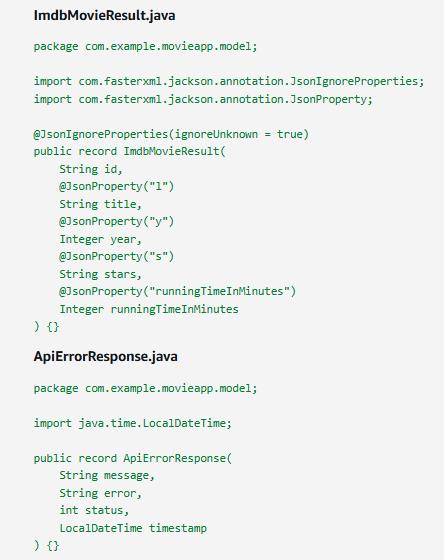 ImdbMovieResult.java
package com.example.movieapp.model;
import com.fasterxml.jackson.annotation.JsonIgnoreProperties;
import com.fasterxml.jackson.annotation.JsonProperty;
@JsonIgnoreProperties(ignoreUnknown = true)
public record ImdbMovieResult(
    String id,
    @JsonProperty("l")
    String title,
    @JsonProperty("y")
    Integer year,
    @JsonProperty("s")
    String stars,
    @JsonProperty("runningTimeInMinutes")
    Integer runningTimeInMinutes
) {}
ApiErrorResponse.java
package com.example.movieapp.model;
import java.time.LocalDateTime;
public record ApiErrorResponse(
    String message,
    String error,
    int status,
    LocalDateTime timestamp
) {}